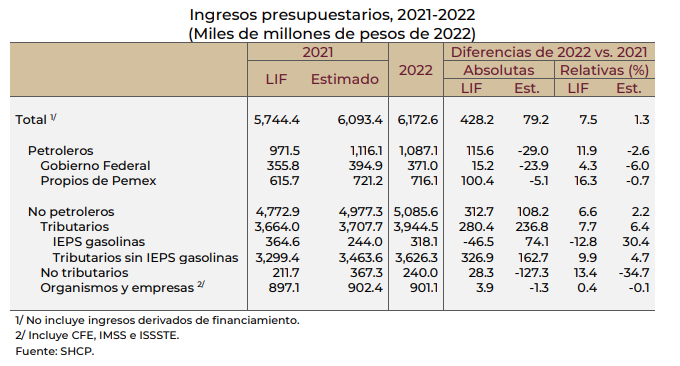 Ingresos presupuestarios, 2021-2022
(Miles de millones de pesos de 2022)
2021 2022 Diferencias de 2022 vs. 2021
Absolutas Relativas (%)
LIF Estimado LIF Est. LIF Est.
Total 1/ 5,744.4 6,093.4 6,172.6 428.2 79.2 7.5 1.3
Petroleros 971.5 1,116.1 1,087.1 115.6 -29.0 11.9 -2.6
Gobierno Federal 355.8 394.9 371.0 15.2 -23.9 4.3 -6.0
Propios de Pemex 615.7 721.2 716.1 100.4 -5.1 16.3 -0.7
No petroleros 4,772.9 4,977.3 5,085.6 312.7 108.2 6.6 2.2
Tributarios 3,664.0 3,707.7 3,944.5 280.4 236.8 7.7 6.4
IEPS gasolinas 364.6 244.0 318.1 -46.5 74.1 -12.8 30.4
Tributarios sin IEPS gasolinas 3,299.4 3,463.6 3,626.3 326.9 162.7 9.9 4.7
No tributarios 211.7 367.3 240.0 28.3 -127.3 13.4 -34.7
Organismos y empresas 2/ 897.1 902.4 901.1 3.9 -1.3 0.4 -0.1
1/ No incluye ingresos derivados de financiamiento.
2/ Incluye CFE, IMSS e ISSSTE.
Fuente: SHCP.